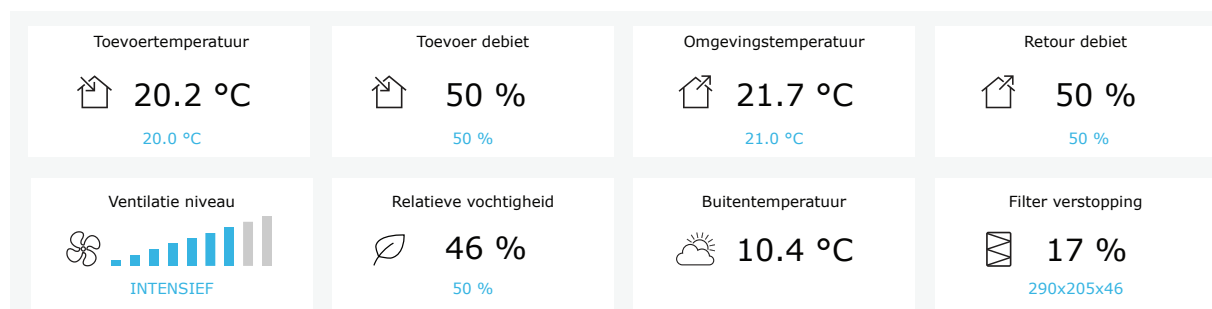 Toevoertemperatuur
20.2 °C
20.0 °C
Toevoer debiet
50 %
50 %
Omgevingstemperatuur
21.7 °C
21.0 °C
Retour debiet
50 %
50 %
Ventilatie niveau
INTENSIEF
Relatieve vochtigheid
46 %
50 %
Buitentemperatuur
10.4 °C
Filter verstopping
17 %
290x205x46